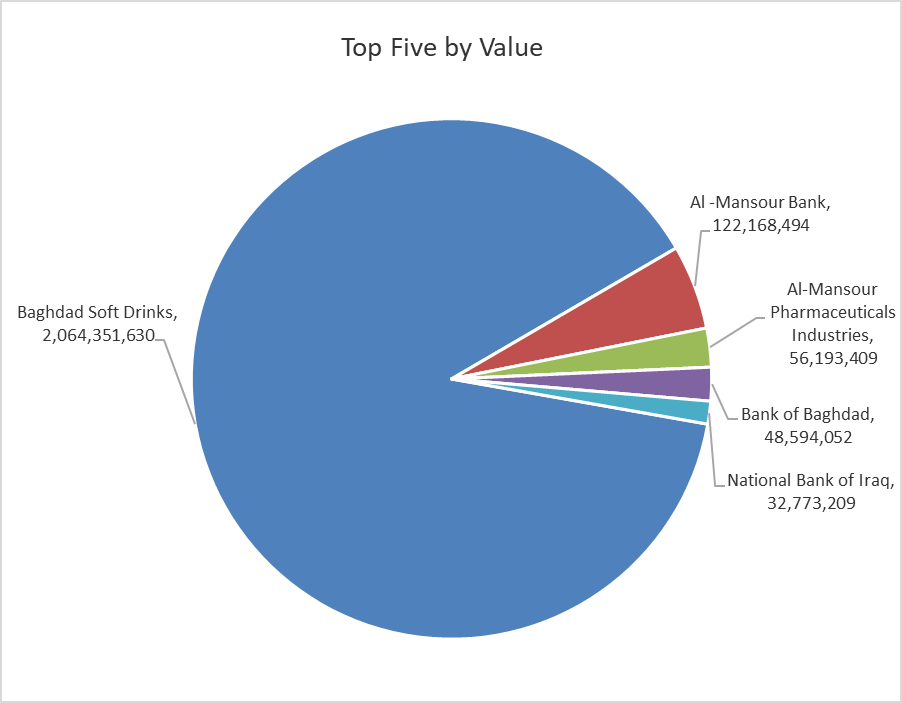 Top Five by Value
Al -Mansour Bank,
122,168,494
Al-Mansour
Pharmaceuticals
Industries,
56,193,409
Baghdad Soft Drinks,
2,064,351,630
Bank of Baghdad,
48,594,052
National Bank of Iraq,
32,773,209